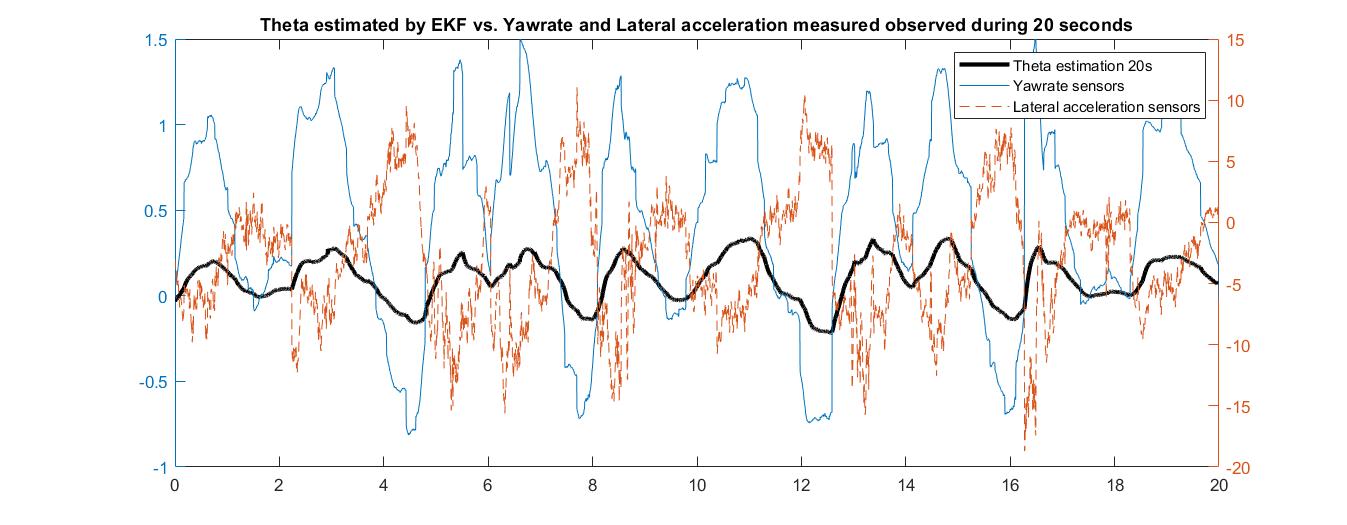 Theta estimated by EKF vs. Yawrate and Lateral acceleration measured observed during 20 seconds
1.5
1
0.5
0
-0.5
-1
15
10
5
0
-5
-10
-15
-20
Theta estimation 20s
Yawrate sensors
Lateral acceleration sensors
0 2 4 6 8 10 12 14 16 18 20